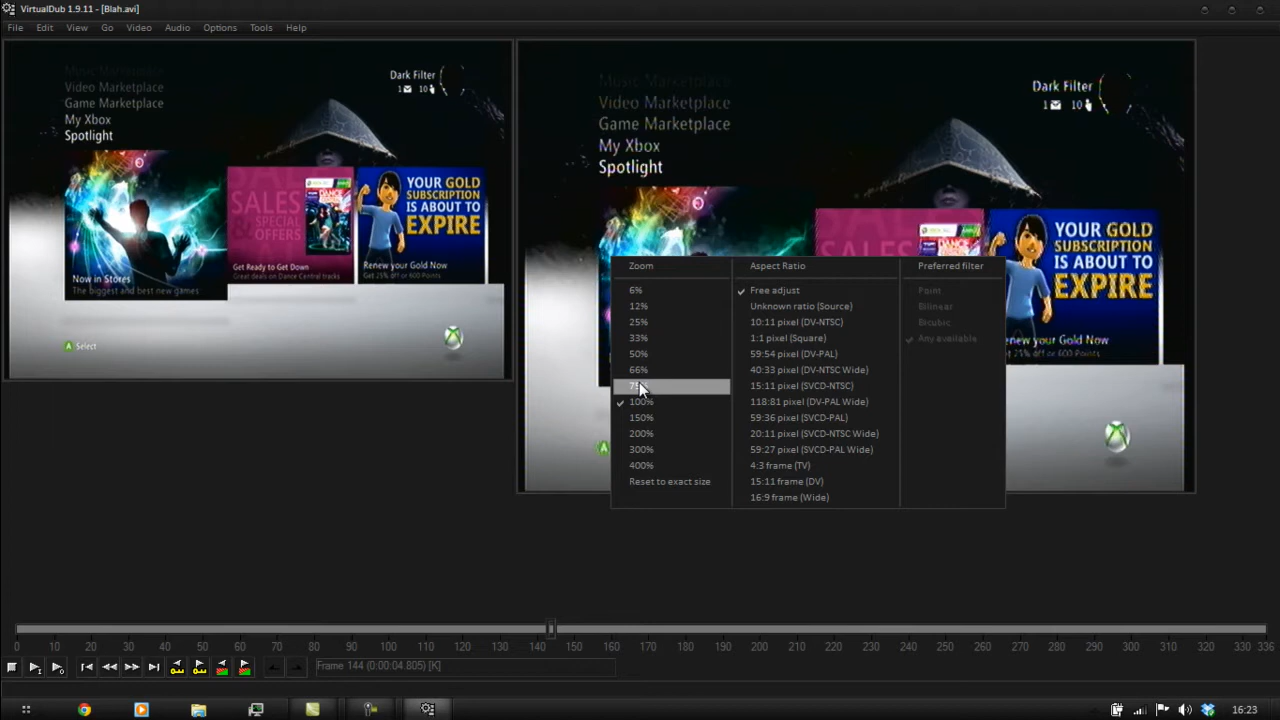 VirtualDub 1.9.11 - [Blah.avi]
File Edit View Go Video Audio Options Tools Help
Music Marketplace
Video Marketplace
Game Marketplace
My Xbox
Spotlight
Dark Filter
1 10
Now in Stores
The biggest and best new games
SALES
SPECIAL
& OFFERS
Get Ready to Get Down
Great deals on Dance Central tracks
YOUR GOLD
SUBSCRIPTION
IS ABOUT TO
EXPIRE
Renew your Gold Now
Get 25% off or 600 Points
A Select
Music Marketplace
Video Marketplace
Game Marketplace
My Xbox
Spotlight
Dark Filter
1 10
SALES
YOUR GOLD
SUBSCRIPTION
IS ABOUT TO
EXPIRE
enew your Gold Now
et 25% off or 600 Points
A
Zoom
6%
12%
25%
33%
50%
66%
100%
150%
200%
300%
400%
Reset to exact size
Aspect Ratio
Free adjust
Unknown ratio (Source)
10:11 pixel (DV-NTSC)
1:1 pixel (Square)
59:54 pixel (DV-PAL)
40:33 pixel (DV-NTSC Wide)
15:11 pixel (SVCD-NTSC)
118:81 pixel (DV-PAL Wide)
59:36 pixel (SVCD-PAL)
20:11 pixel (SVCD-NTSC Wide)
59:27 pixel (SVCD-PAL Wide)
4:3 frame (TV)
15:11 frame (DV)
16:9 frame (Wide)
Preferred filter
Point
Bilinear
Bicubic
Any available
0 10 20 30 40 50 60 70 80 90 100 110 120 130 140 150 160 170 180 190 200 210 220 230 240 250 260 270 280 290 300 310 320 330 336
Frame 144 (0:00:04.805) [K]
16:23